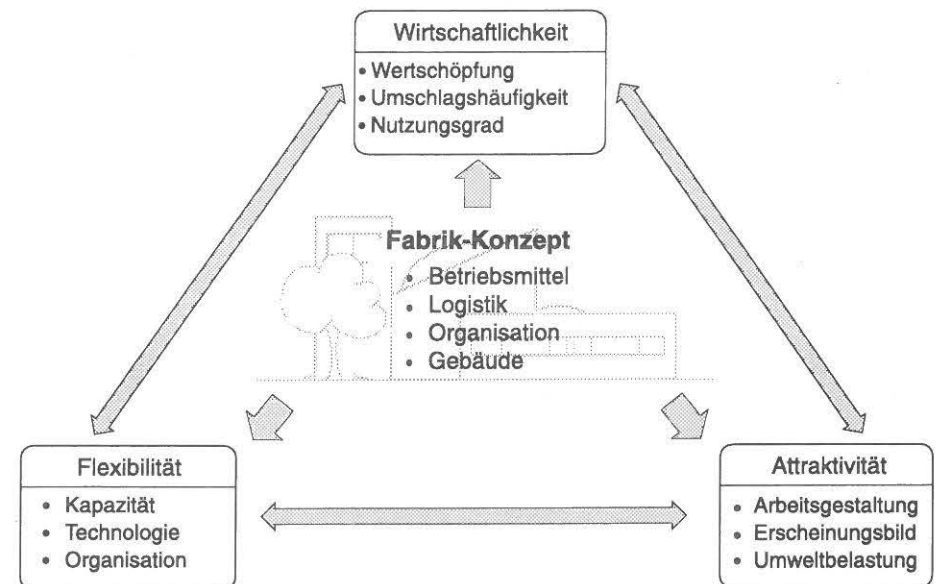 Wirtschaftlichkeit
• Wertschöpfung
• Umschlagshäufigkeit
• Nutzungsgrad
Fabrik-Konzept
• Betriebsmittel
• Logistik
• Organisation
• Gebäude
Flexibilität
• Kapazität
• Technologie
• Organisation
Attraktivität
• Arbeitsgestaltung
• Erscheinungsbild
• Umweltbelastung